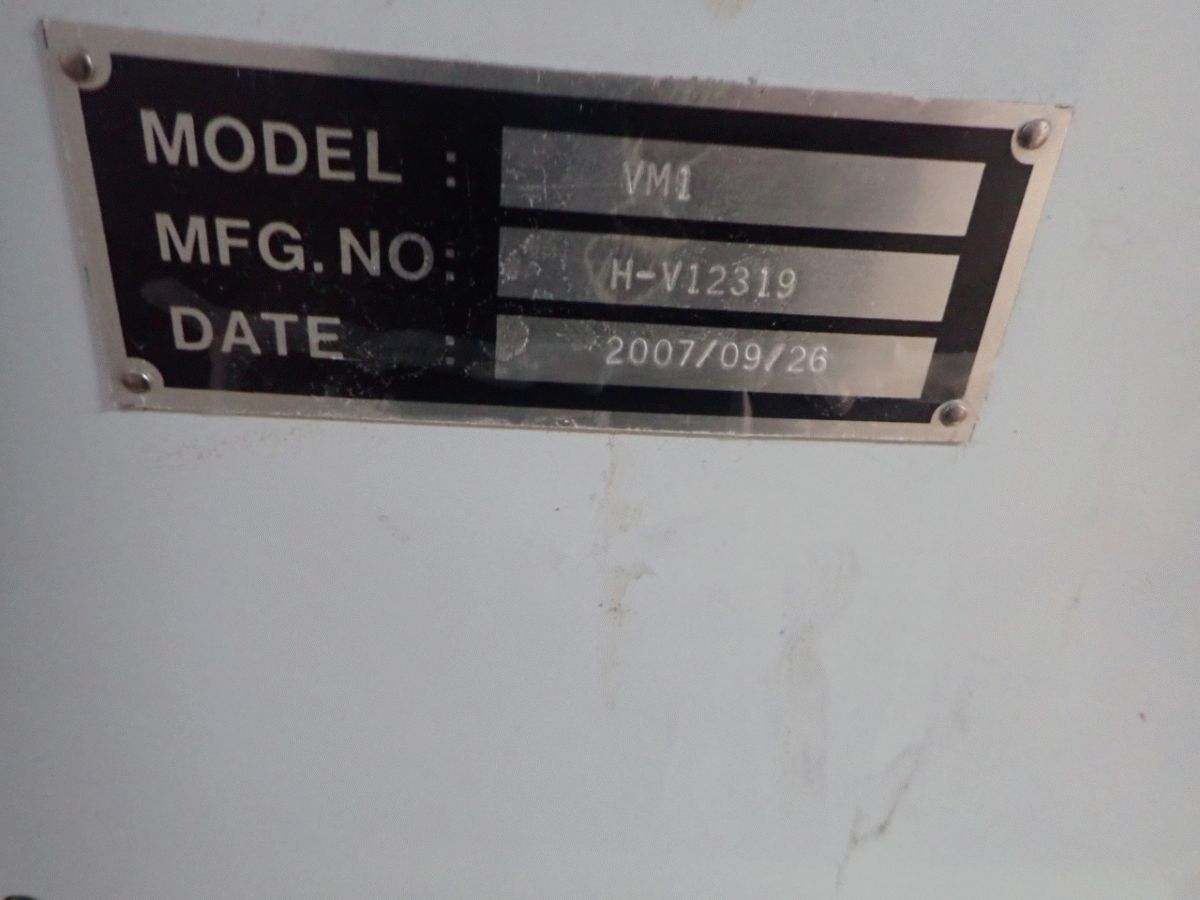 MODEL : VM1
MFG. NO: H-V12319
DATE : 2007/09/26